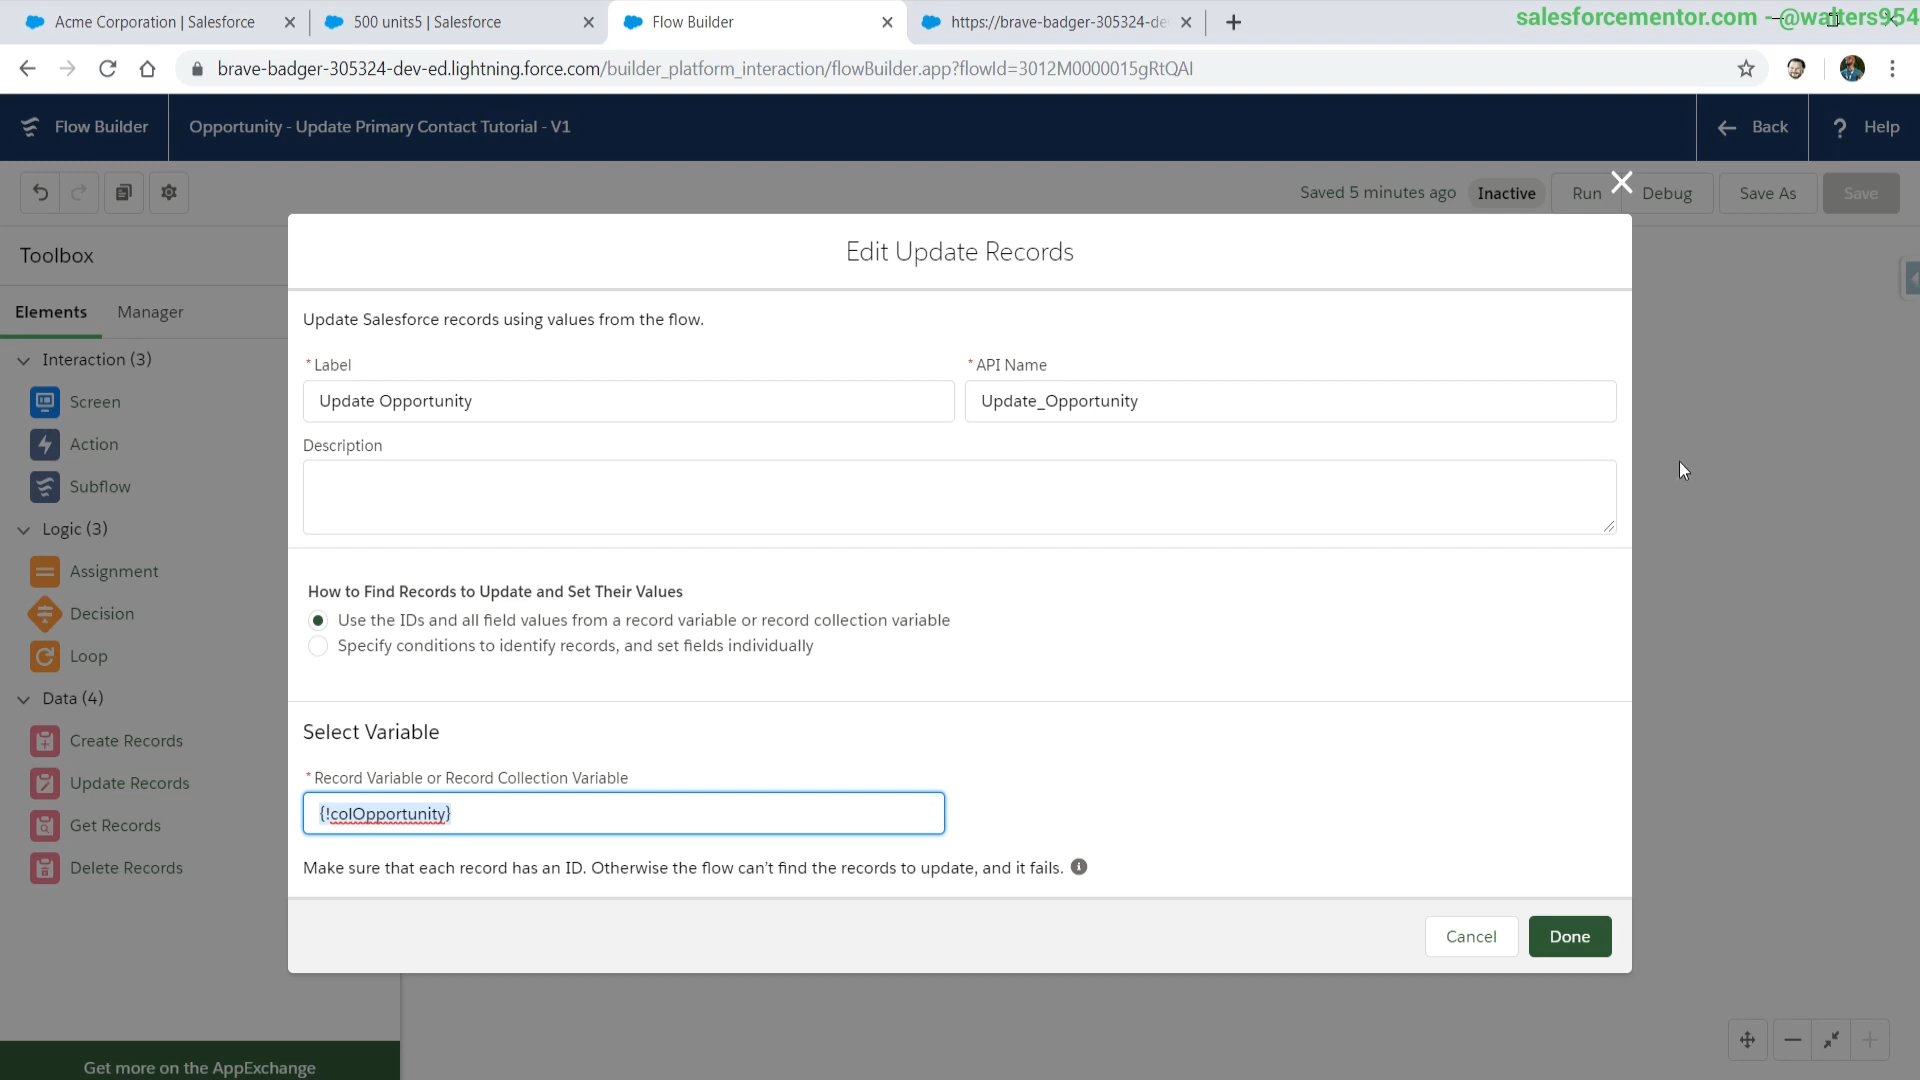 Acme Corporation | Salesforce
500 units5 | Salesforce
Flow Builder
https://brave-badger-305324-de
salesforcementor.com - @walters954
brave-badger-305324-dev-ed.lightning.force.com/builder_platform_interaction/flowBuilder.app?flowId=3012M0000015gRtQAI
Flow Builder
Opportunity - Update Primary Contact Tutorial - V1
Back
? Help
Saved 5 minutes ago
Inactive
Run
Debug
Save As
Save
Toolbox
Elements
Manager
Interaction (3)
Screen
Action
Subflow
Logic (3)
Assignment
Decision
Loop
Data (4)
Create Records
Update Records
Get Records
Delete Records
Get more on the AppExchange
Edit Update Records
Update Salesforce records using values from the flow.
* Label
* API Name
Update Opportunity
Update_Opportunity
Description
How to Find Records to Update and Set Their Values
Use the IDs and all field values from a record variable or record collection variable
Specify conditions to identify records, and set fields individually
Select Variable
* Record Variable or Record Collection Variable
{!colOpportunity}
Make sure that each record has an ID. Otherwise the flow can't find the records to update, and it fails.
Cancel
Done